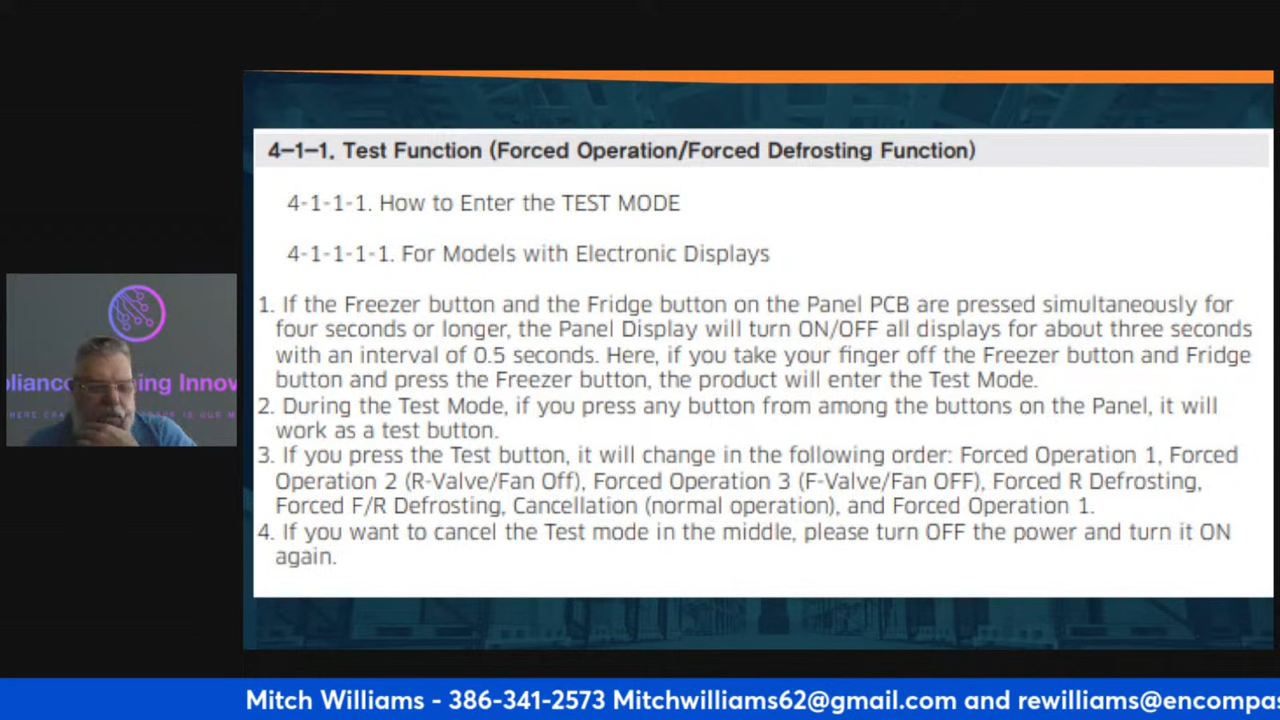 4-1-1. Test Function (Forced Operation/Forced Defrosting Function)
4-1-1-1. How to Enter the TEST MODE
4-1-1-1-1. For Models with Electronic Displays
1. If the Freezer button and the Fridge button on the Panel PCB are pressed simultaneously for
four seconds or longer, the Panel Display will turn ON/OFF all displays for about three seconds
with an interval of 0.5 seconds. Here, if you take your finger off the Freezer button and Fridge
button and press the Freezer button, the product will enter the Test Mode.
2. During the Test Mode, if you press any button from among the buttons on the Panel, it will
work as a test button.
3. If you press the Test button, it will change in the following order: Forced Operation 1, Forced
Operation 2 (R-Valve/Fan Off), Forced Operation 3 (F-Valve/Fan OFF), Forced R Defrosting,
Forced F/R Defrosting, Cancellation (normal operation), and Forced Operation 1.
4. If you want to cancel the Test mode in the middle, please turn OFF the power and turn it ON
again.
plianc ing Innov
Mitch Williams - 386-341-2573 Mitchwilliams62@gmail.com and rewilliams@encompas